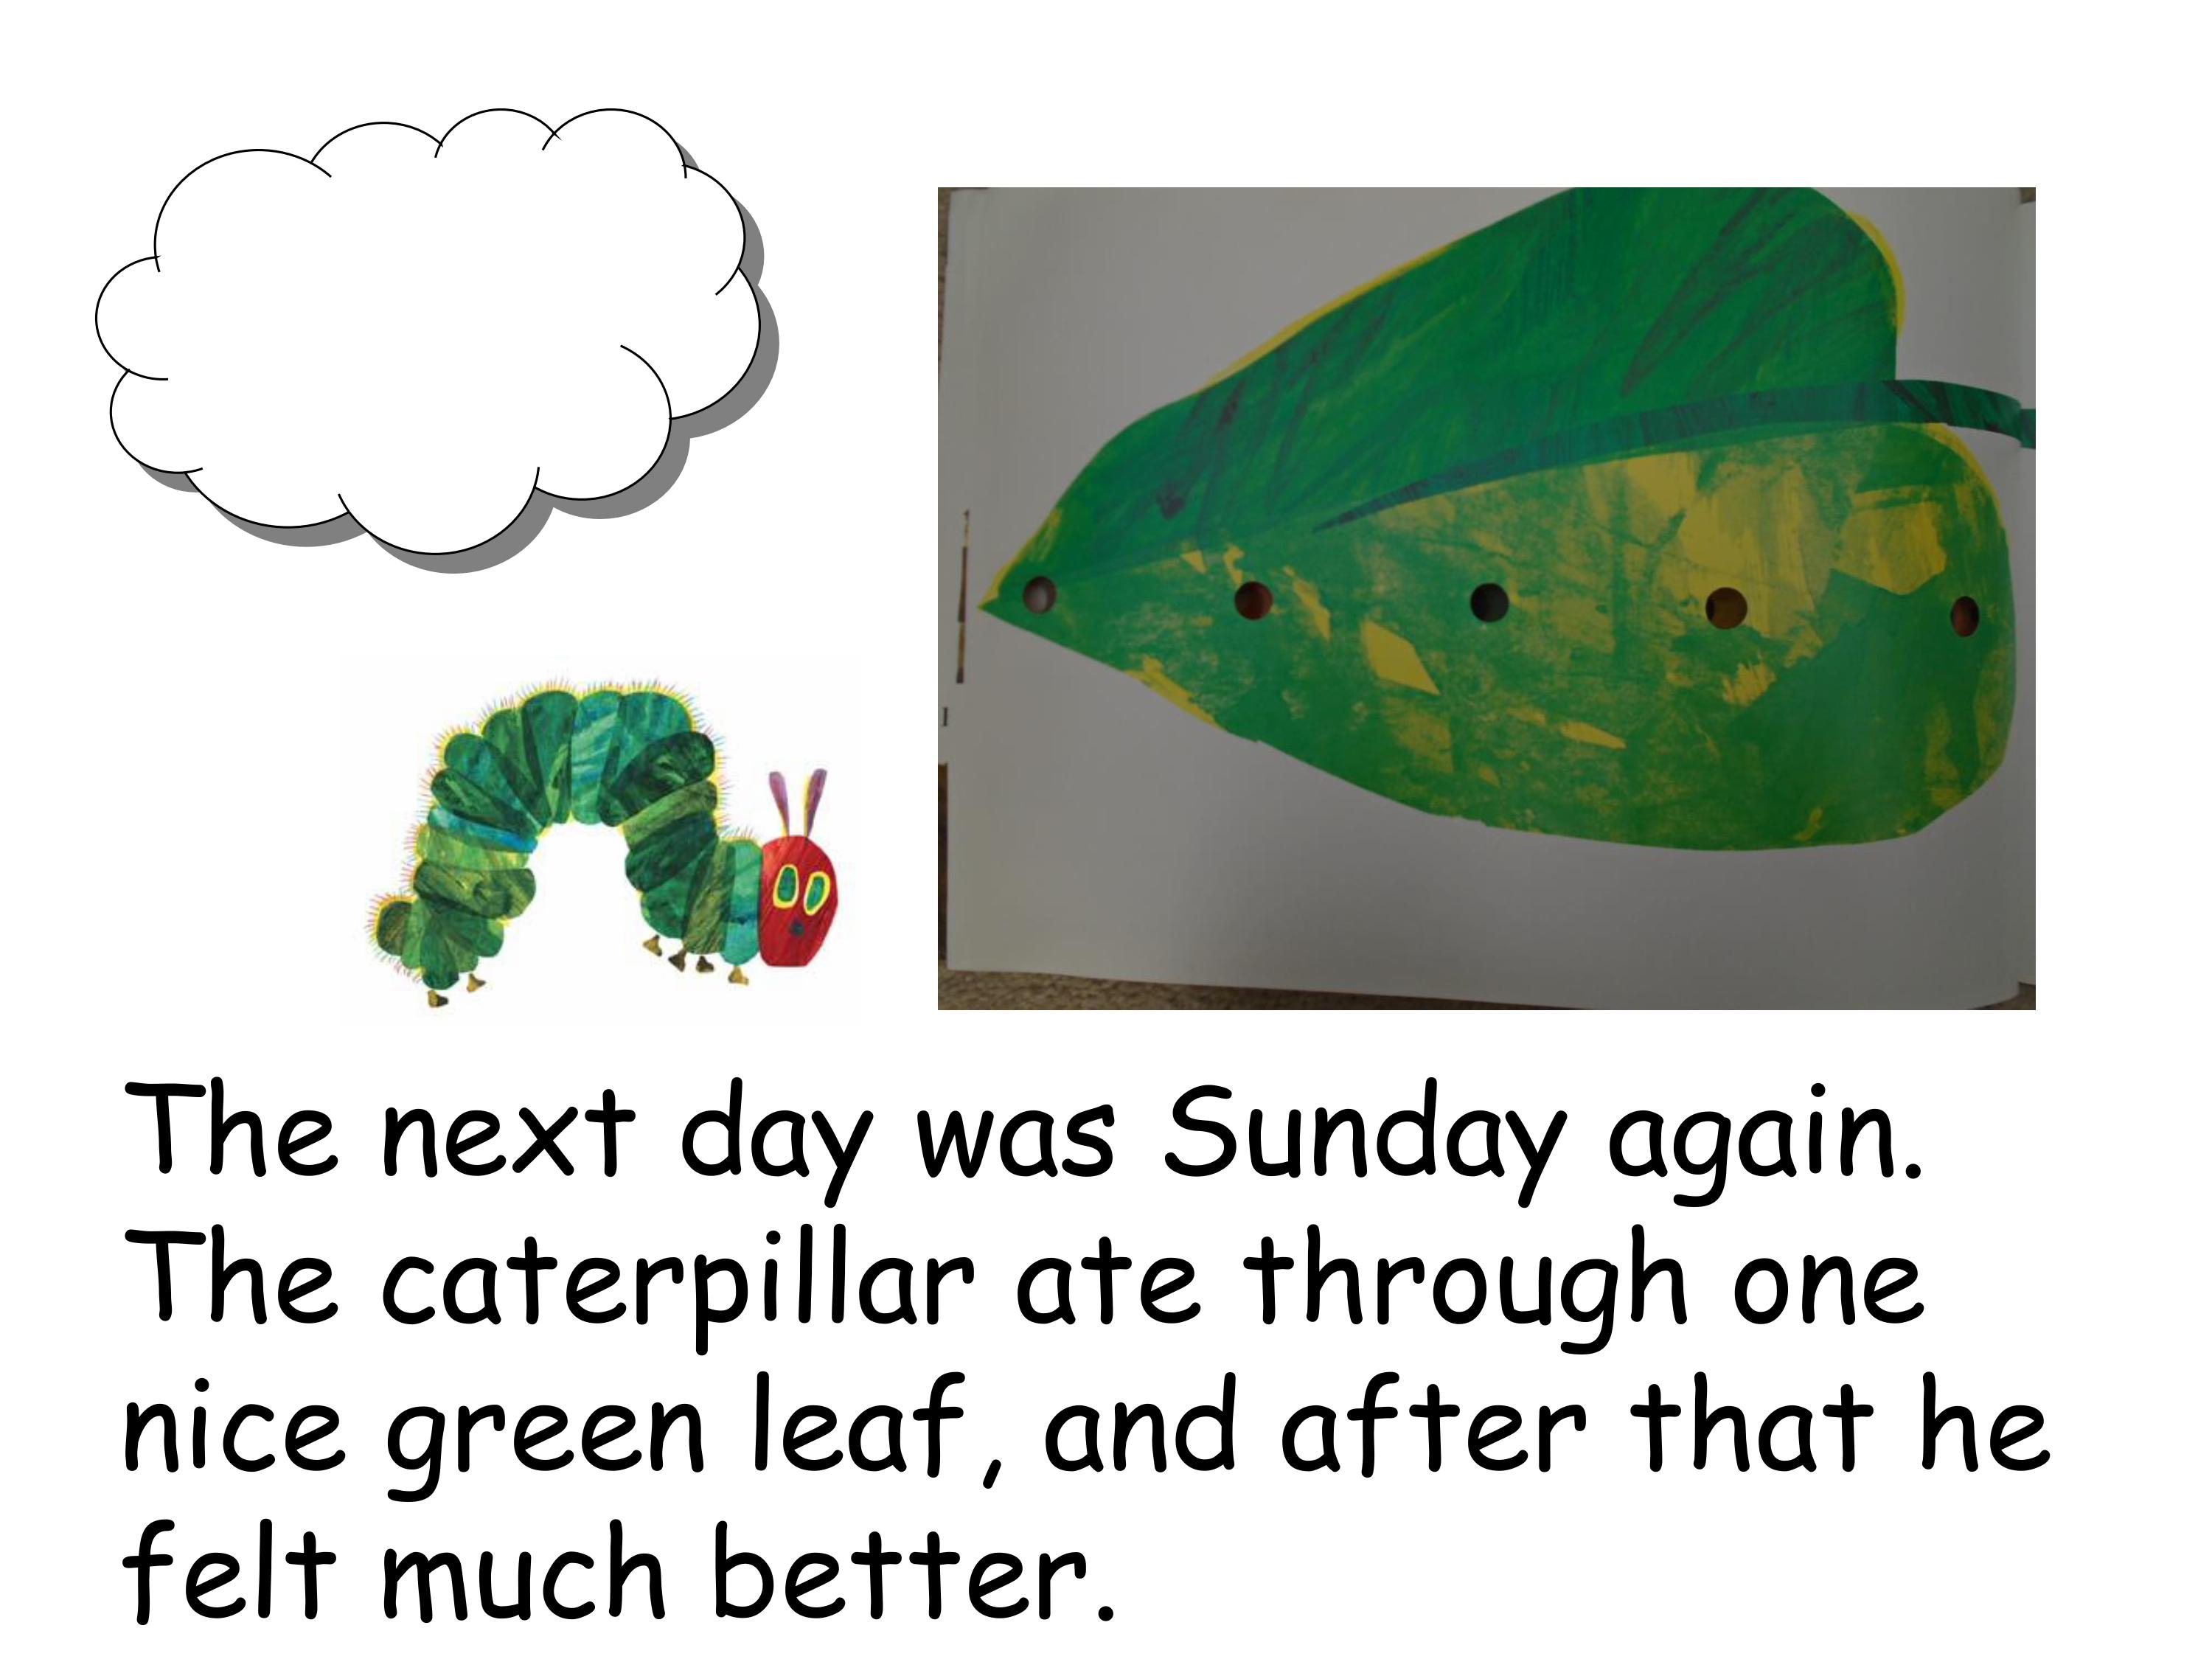 The next day was Sunday again.
The caterpillar ate through one
nice green leaf, and after that he
felt much better.